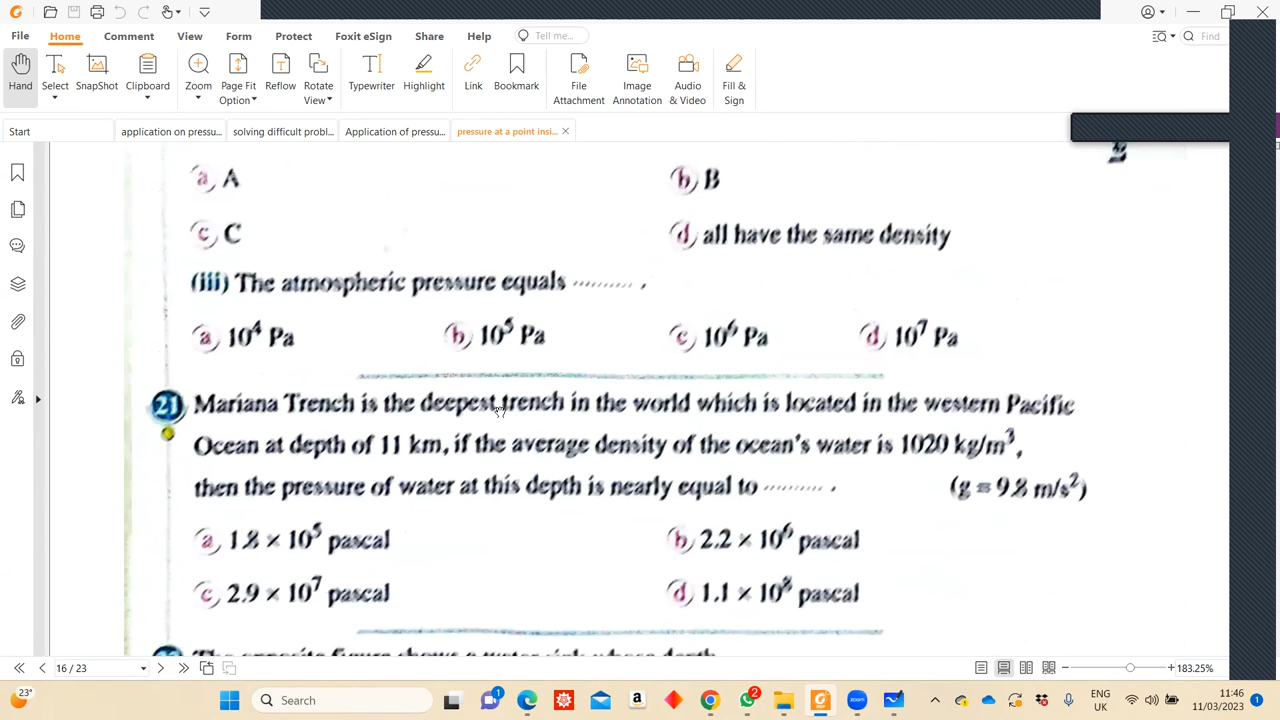 File Home Comment View Form Protect Foxit eSign Share Help Tell me... Find
Hand Select SnapShot Clipboard Zoom Page Fit Option Reflow Rotate View Typewriter Highlight Link Bookmark File Attachment Image Annotation Audio & Video Fill & Sign
Start application on pressu... solving difficult probl... Application of pressu... pressure at a point insi...
a A
b B
c C
d all have the same density
(iii) The atmospheric pressure equals .......... .
a 10⁴ Pa b 10⁵ Pa c 10⁶ Pa d 10⁷ Pa
21 Mariana Trench is the deepest trench in the world which is located in the western Pacific
Ocean at depth of 11 km, if the average density of the ocean's water is 1020 kg/m³,
then the pressure of water at this depth is nearly equal to .......... . (g = 9.8 m/s²)
a 1.8 × 10⁵ pascal b 2.2 × 10⁶ pascal
c 2.9 × 10⁷ pascal d 1.1 × 10⁸ pascal
16 / 23 183.25%
23° Search 1 2 zoom ENG 11:46
UK 11/03/2023 1